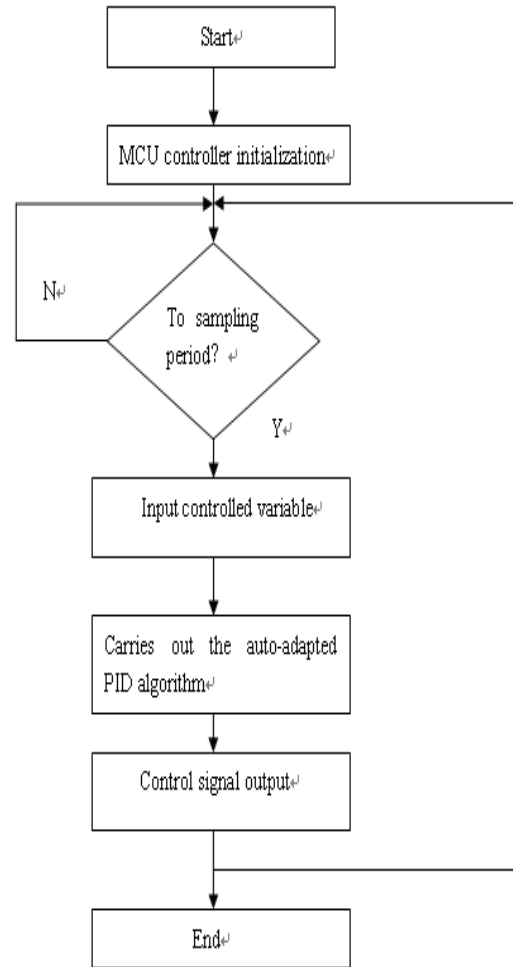 Start↵
MCU controller initialization↵
N↵
To sampling
period? ↵
Y↵
Input controlled variable↵
Carries out the auto-adapted
PID algorithm↵
Control signal output↵
End↵